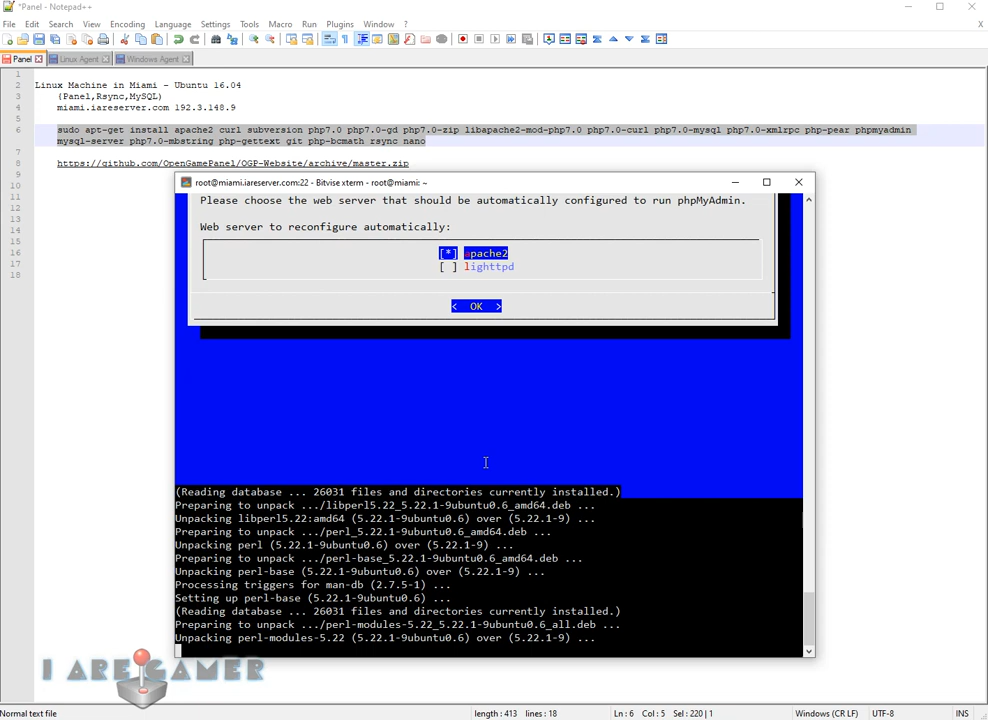 *Panel - Notepad++
File Edit Search View Encoding Language Settings Tools Macro Run Plugins Window ?
X
Panel Linux Agent Windows Agent
1
2 Linux Machine in Miami - Ubuntu 16.04
3 (Panel,Rsync,MySQL)
4 miami.iareserver.com 192.3.148.9
5
6 sudo apt-get install apache2 curl subversion php7.0 php7.0-gd php7.0-zip libapache2-mod-php7.0 php7.0-curl php7.0-mysql php7.0-xmlrpc php-pear phpmyadmin
mysql-server php7.0-mbstring php-gettext git php-bcmath rsync nano
7
8 https://github.com/OpenGamePanel/OGP-Website/archive/master.zip
9
10
11
12
13
14
15
16
17
18
root@miami.iareserver.com:22 - Bitvise xterm - root@miami: ~
Please choose the web server that should be automatically configured to run phpMyAdmin.
Web server to reconfigure automatically:
[*] apache2
[ ] lighttpd
< OK >
(Reading database ... 26031 files and directories currently installed.)
Preparing to unpack .../libperl5.22_5.22.1-9ubuntu0.6_amd64.deb ...
Unpacking libperl5.22:amd64 (5.22.1-9ubuntu0.6) over (5.22.1-9) ...
Preparing to unpack .../perl_5.22.1-9ubuntu0.6_amd64.deb ...
Unpacking perl (5.22.1-9ubuntu0.6) over (5.22.1-9) ...
Preparing to unpack .../perl-base_5.22.1-9ubuntu0.6_amd64.deb ...
Unpacking perl-base (5.22.1-9ubuntu0.6) over (5.22.1-9) ...
Processing triggers for man-db (2.7.5-1) ...
Setting up perl-base (5.22.1-9ubuntu0.6) ...
(Reading database ... 26031 files and directories currently installed.)
Preparing to unpack .../perl-modules-5.22_5.22.1-9ubuntu0.6_all.deb ...
Unpacking perl-modules-5.22 (5.22.1-9ubuntu0.6) over (5.22.1-9) ...
I ARE GAMER
Normal text file length : 413 lines : 18 Ln : 6 Col : 5 Sel : 220 | 1 Windows (CR LF) UTF-8 INS